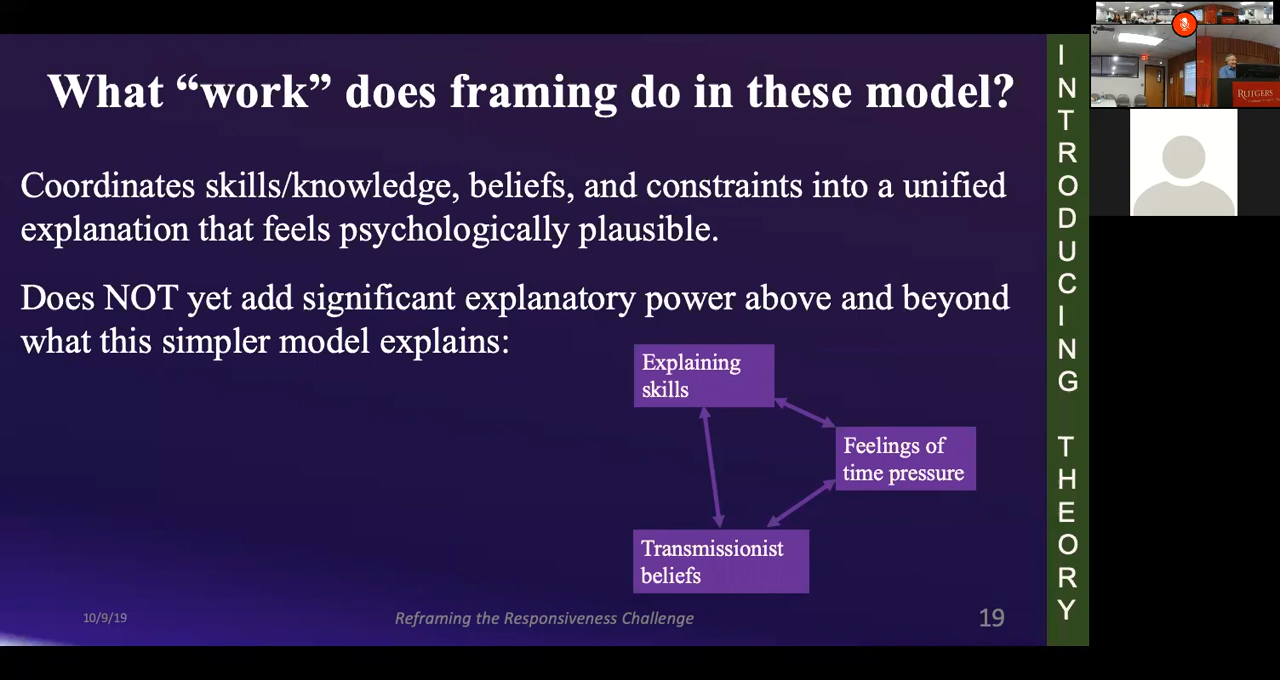 What “work” does framing do in these model?
Coordinates skills/knowledge, beliefs, and constraints into a unified
explanation that feels psychologically plausible.
Does NOT yet add significant explanatory power above and beyond
what this simpler model explains:
Explaining
skills
Feelings of
time pressure
Transmissionist
beliefs
10/9/19
Reframing the Responsiveness Challenge
19
INTRODUCING THEORY
RUTGERS